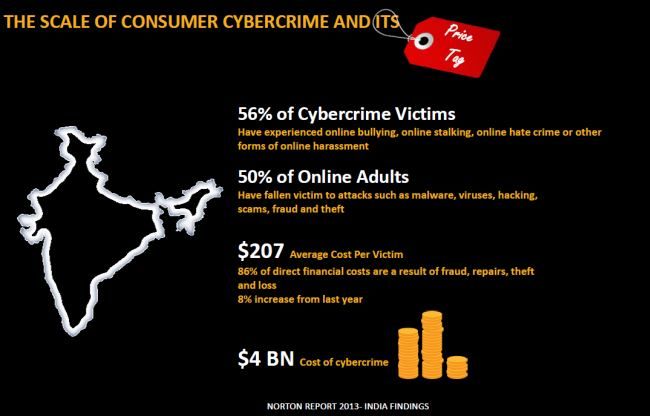 THE SCALE OF CONSUMER CYBERCRIME AND ITS
Price
Tag
56% of Cybercrime Victims
Have experienced online bullying, online stalking, online hate crime or other
forms of online harassment
50% of Online Adults
Have fallen victim to attacks such as malware, viruses, hacking,
scams, fraud and theft
$207 Average Cost Per Victim
86% of direct financial costs are a result of fraud, repairs, theft
and loss
8% increase from last year
$4 BN Cost of cybercrime
NORTON REPORT 2013- INDIA FINDINGS